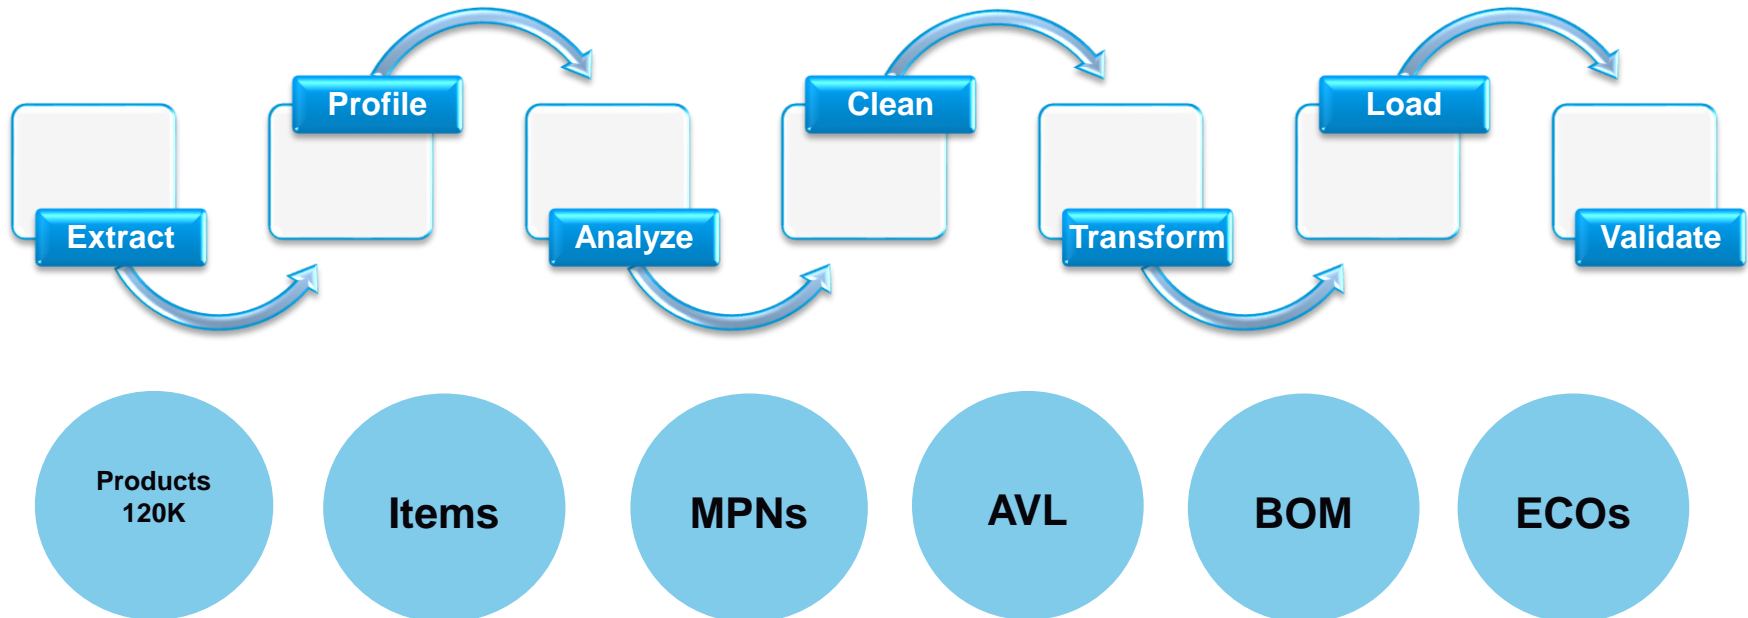 Extract
Profile
Analyze
Clean
Transform
Load
Validate
Products
120K
Items
MPNs
AVL
BOM
ECOs